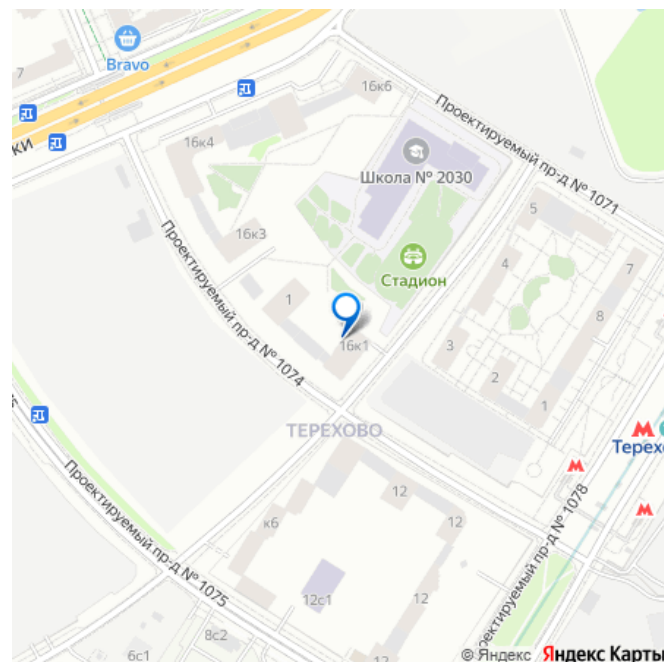 7
Bravo
16к6
КИ
16к4
Проектируемый пр-д № 1071
Школа № 2030
16к3
5
Стадион
4
7
Проектируемый пр-д № 1074
1
8
16к1
3
2
1
ТЕРЕХОВО
М
Терехо
М
М
Проектируемый пр-д № 1075
12
12
к6
12с1
12
12
Проектируемый пр-д № 1078
8с2
6с1
© Яндекс Яндекс Карты